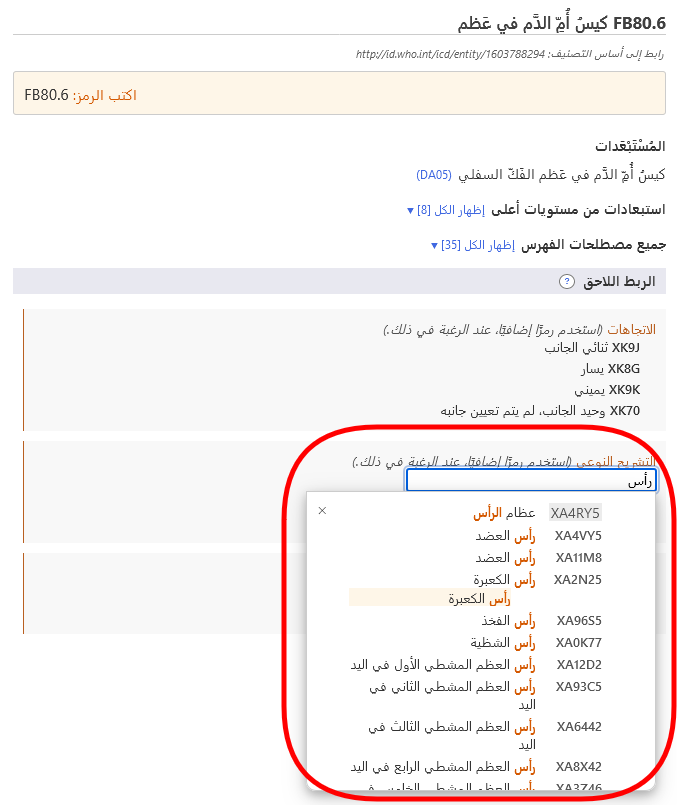 FB80.6 كيسُ أُمِّ الدَّم في عَظم
رابط إلى أساس التصنيف: http://id.who.int/icd/entity/1603788294
اكتب الرمز: FB80.6
المُسْتَبْعَدات
كيسُ أُمِّ الدَّم في عَظم الفَكّ السفلي (DA05)
استبعادات من مستويات أعلى إظهار الكل [8] ▼
جميع مصطلحات الفهرس إظهار الكل [35] ▼
الربط اللاحق ?
الاتجاهات (استخدم رمزًا إضافيًا، عند الرغبة في ذلك.)
XK9J ثنائي الجانب
XK8G يسار
XK9K يميني
XK70 وحيد الجانب، لم يتم تعيين جانبه
التشريح النوعي (استخدم رمزًا إضافيًا، عند الرغبة في ذلك.)
رأس
XA4RY5 عظام الرأس ×
XA4VY5 رأس العضد
XA11M8 رأس العضد
XA2N25 رأس الكعبرة
رأس الكعبرة
XA96S5 رأس الفخذ
XA0K77 رأس الشظية
XA12D2 رأس العظم المشطي الأول في اليد
XA93C5 رأس العظم المشطي الثاني في
اليد
XA6442 رأس العظم المشطي الثالث في
اليد
XA8X42 رأس العظم المشطي الرابع في اليد
XA3Z46 رأس العظم المشطي الخامس في